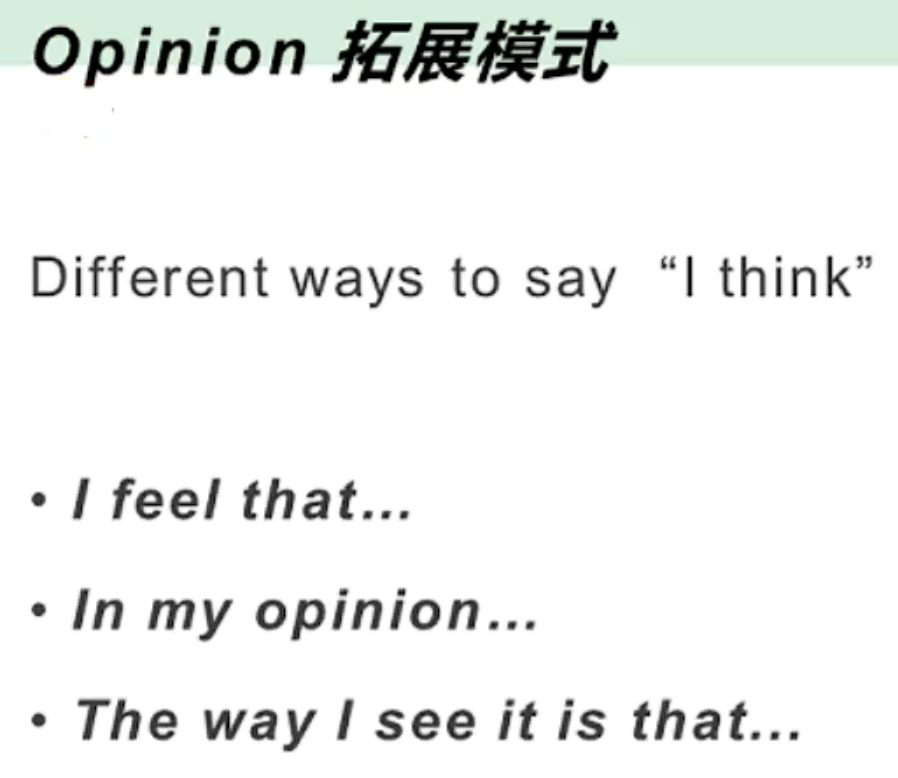 Opinion 拓展模式
Different ways to say “I think”
• I feel that...
• In my opinion...
• The way I see it is that...